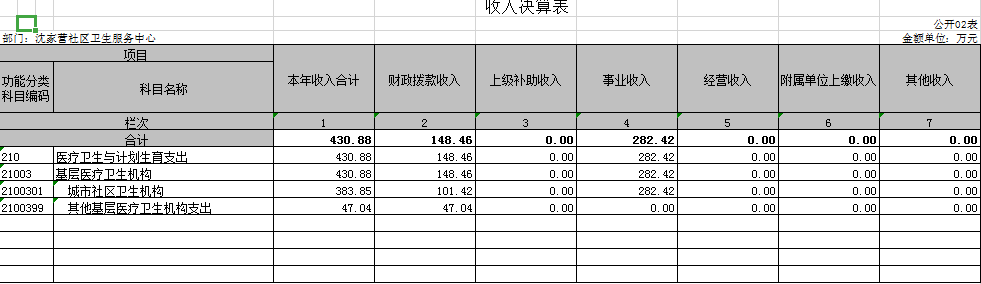 收入决算表
公开02表
部门：沈家营社区卫生服务中心 金额单位：万元
项目 本年收入合计 财政拨款收入 上级补助收入 事业收入 经营收入 附属单位上缴收入 其他收入
功能分类科目编码 科目名称
栏次 1 2 3 4 5 6 7
合计 430.88 148.46 0.00 282.42 0.00 0.00 0.00
210 医疗卫生与计划生育支出 430.88 148.46 0.00 282.42 0.00 0.00 0.00
21003 基层医疗卫生机构 430.88 148.46 0.00 282.42 0.00 0.00 0.00
2100301 城市社区卫生机构 383.85 101.42 0.00 282.42 0.00 0.00 0.00
2100399 其他基层医疗卫生机构支出 47.04 47.04 0.00 0.00 0.00 0.00 0.00